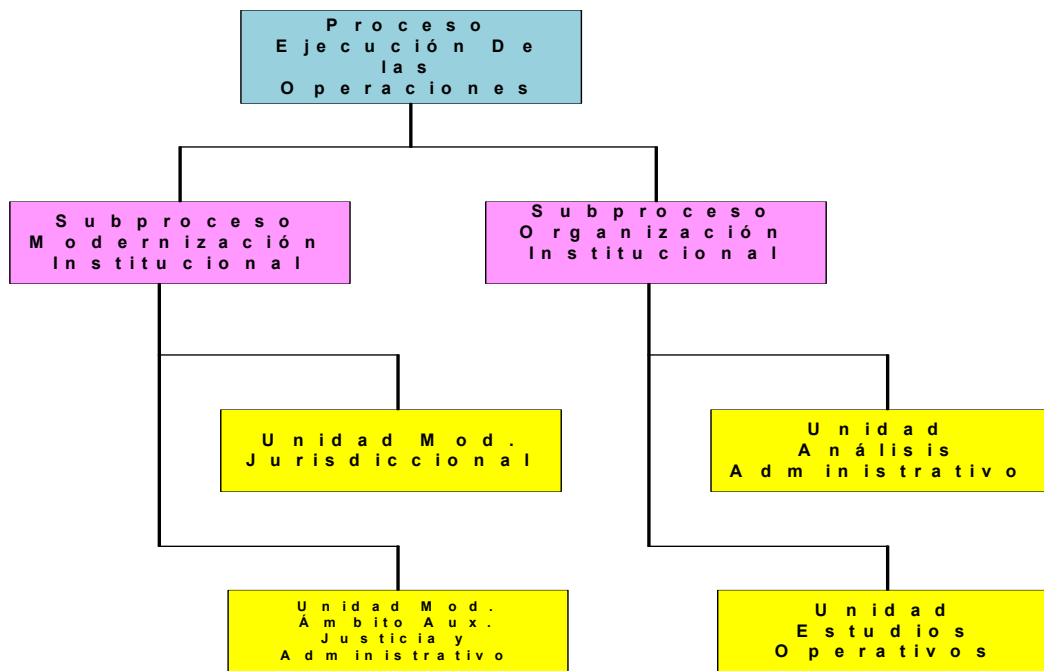 Proceso
Ejecución De
las
Operaciones
Subproceso
Modernización
Institucional
Subproceso
Organización
Institucional
Unidad Mod.
Jurisdiccional
Unidad
Análisis
Administrativo
Unidad Mod.
Ámbito Aux.
Justicia y
Administrativo
Unidad
Estudios
Operativos